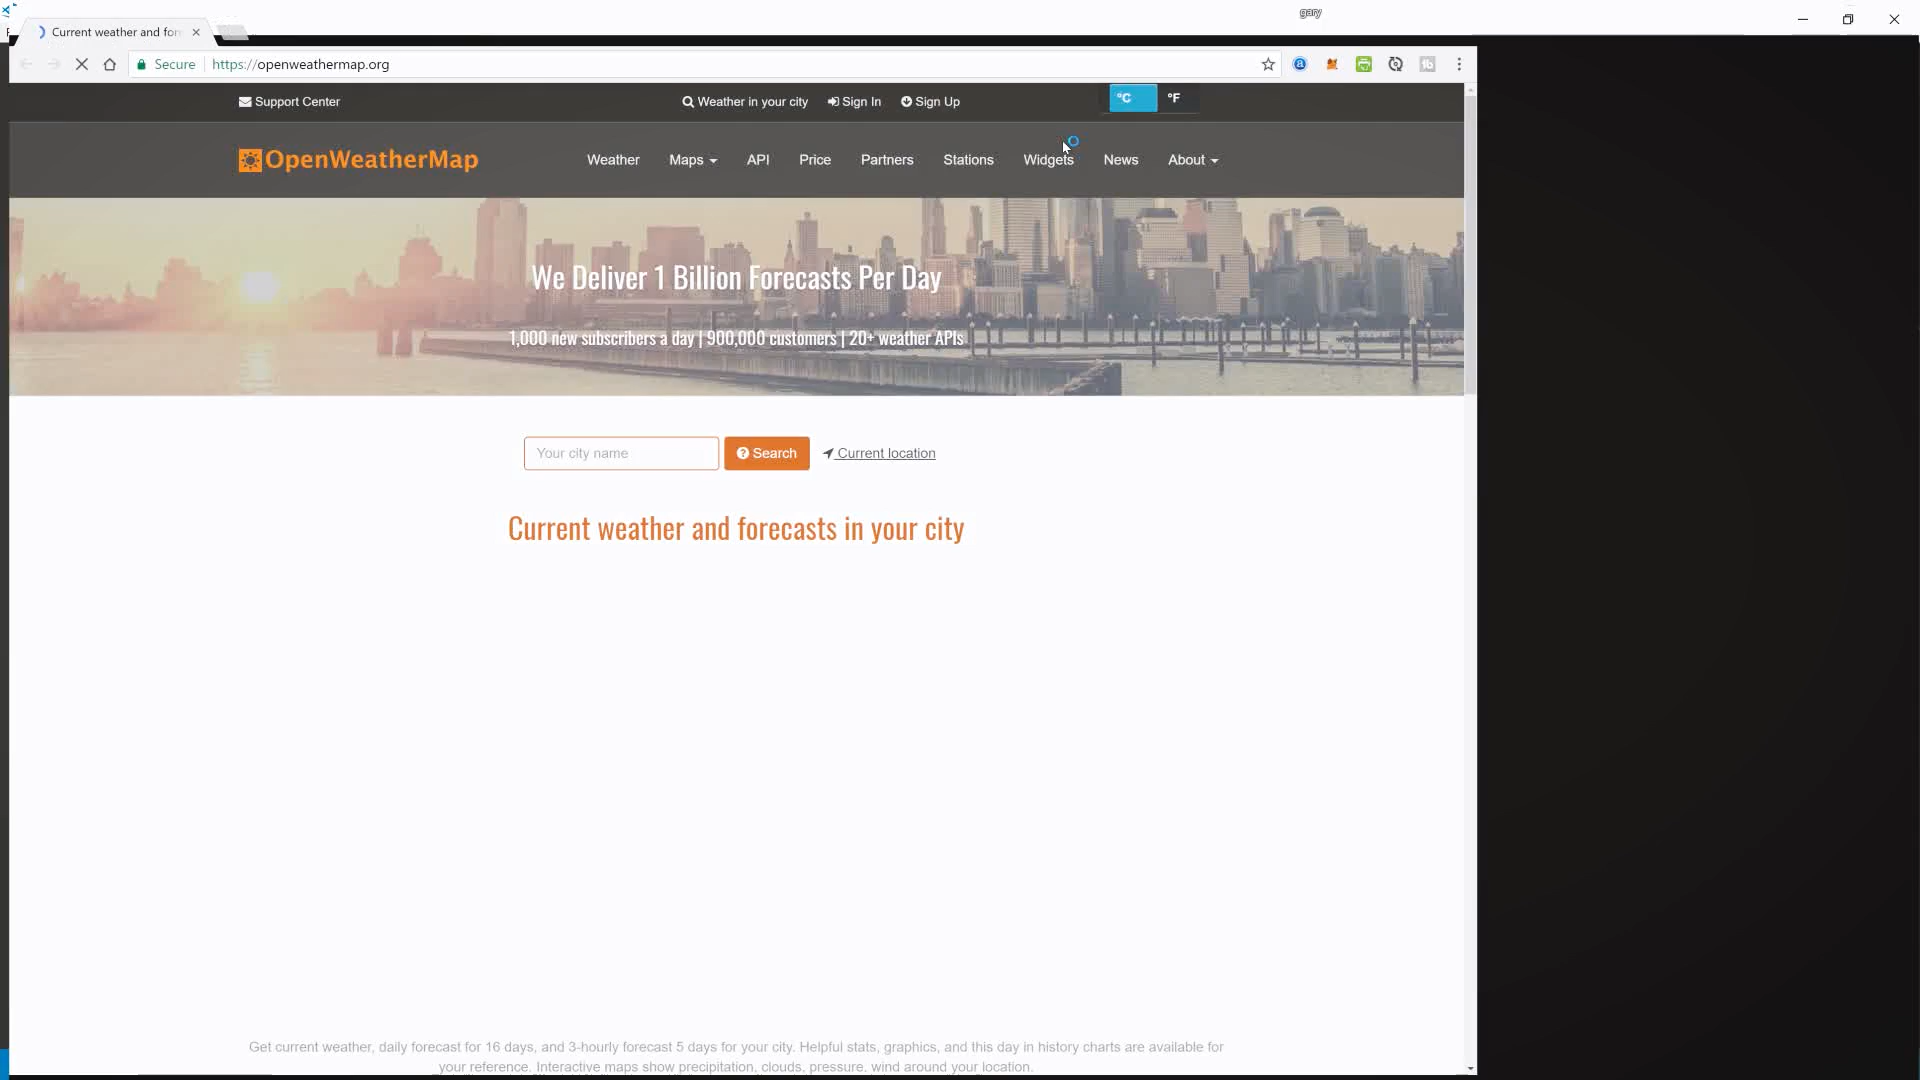 gary
Current weather and for
Secure https://openweathermap.org
Support Center
Weather in your city Sign In Sign Up
°C °F
OpenWeatherMap
Weather Maps API Price Partners Stations Widgets News About
We Deliver 1 Billion Forecasts Per Day
1,000 new subscribers a day | 900,000 customers | 20+ weather APIs
Your city name Search Current location
Current weather and forecasts in your city
Get current weather, daily forecast for 16 days, and 3-hourly forecast 5 days for your city. Helpful stats, graphics, and this day in history charts are available for
your reference. Interactive maps show precipitation, clouds, pressure, wind around your location.